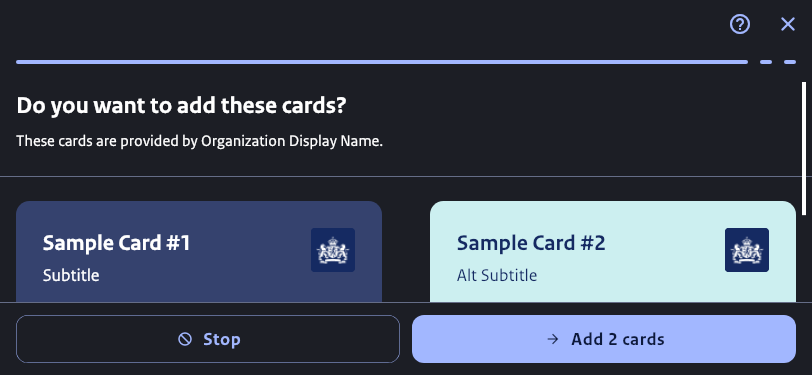 Do you want to add these cards?
These cards are provided by Organization Display Name.
Sample Card #1
Subtitle
Sample Card #2
Alt Subtitle
Stop
Add 2 cards